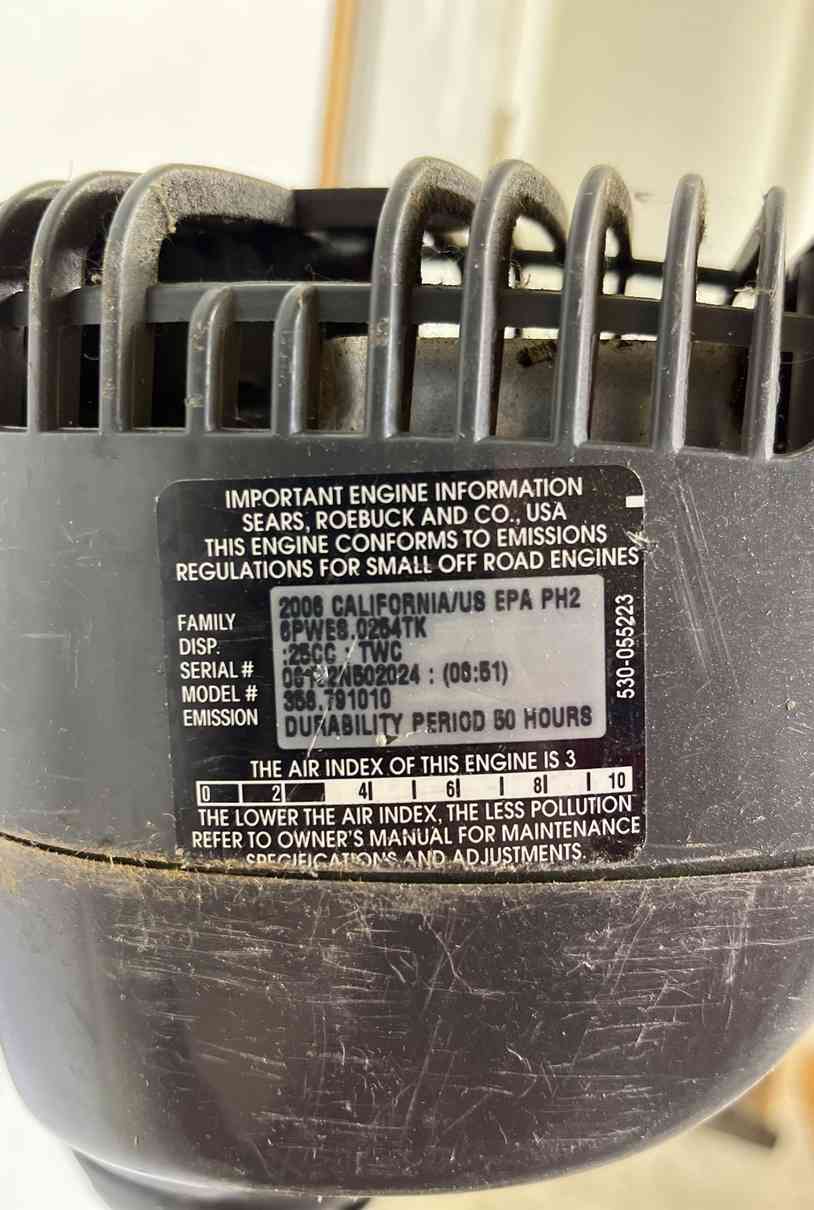 IMPORTANT ENGINE INFORMATION
SEARS, ROEBUCK AND CO., USA
THIS ENGINE CONFORMS TO EMISSIONS
REGULATIONS FOR SMALL OFF ROAD ENGINES
2006 CALIFORNIA/US EPA PH2
FAMILY 6PWES.0254TK
DISP. :25CC : TWC
SERIAL # : (06:51)
MODEL # 358.791010
EMISSION DURABILITY PERIOD 50 HOURS
530-055223
THE AIR INDEX OF THIS ENGINE IS 3
0 2 4 6 8 10
THE LOWER THE AIR INDEX, THE LESS POLLUTION
REFER TO OWNER'S MANUAL FOR MAINTENANCE
SPECIFICATIONS AND ADJUSTMENTS.